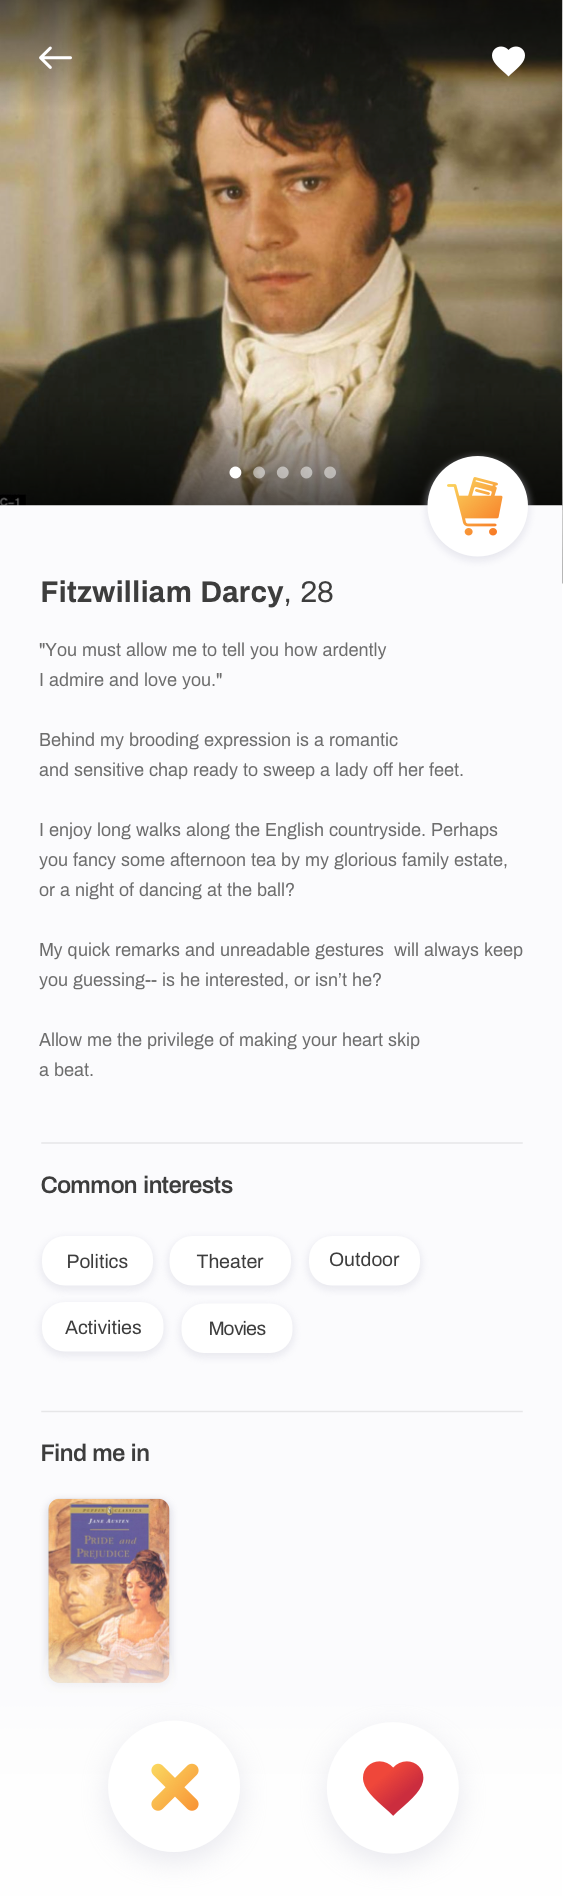 C-1
Fitzwilliam Darcy, 28
"You must allow me to tell you how ardently
I admire and love you."
Behind my brooding expression is a romantic
and sensitive chap ready to sweep a lady off her feet.
I enjoy long walks along the English countryside. Perhaps
you fancy some afternoon tea by my glorious family estate,
or a night of dancing at the ball?
My quick remarks and unreadable gestures  will always keep
you guessing-- is he interested, or isn’t he?
Allow me the privilege of making your heart skip
a beat.
Common interests
Politics
Theater
Outdoor
Activities
Movies
Find me in
PUFFIN CLASSICS
JANE AUSTEN
PRIDE and
PREJUDICE